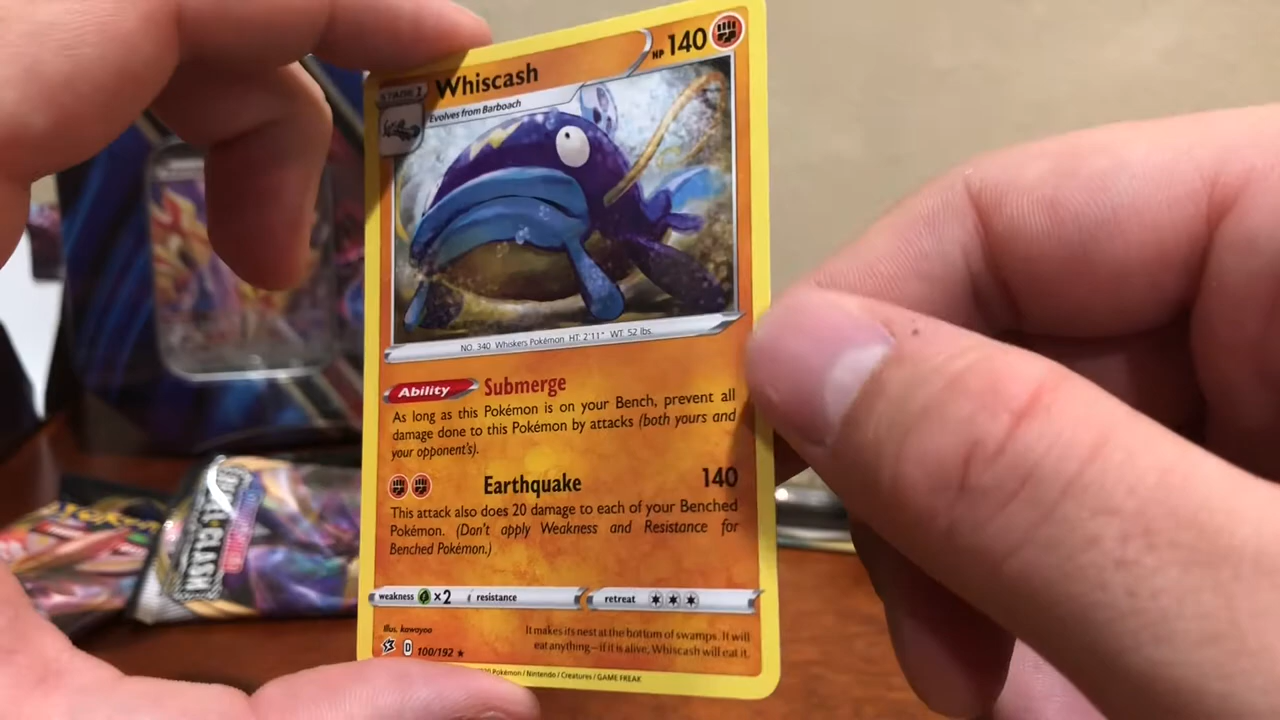 STAGE 1
Whiscash
HP 140
Evolves from Barboach
NO. 340 Whiskers Pokémon HT: 2'11" WT: 52 lbs.
Ability Submerge
As long as this Pokémon is on your Bench, prevent all
damage done to this Pokémon by attacks (both yours and
your opponent's).
Earthquake 140
This attack also does 20 damage to each of your Benched
Pokémon. (Don't apply Weakness and Resistance for
Benched Pokémon.)
weakness ×2 resistance retreat
Illus. kawayoo
It makes its nest at the bottom of swamps. It will
eat anything—if it is alive, Whiscash will eat it.
D 100/192 ★
Pokémon / Nintendo / Creatures / GAME FREAK
CLASH